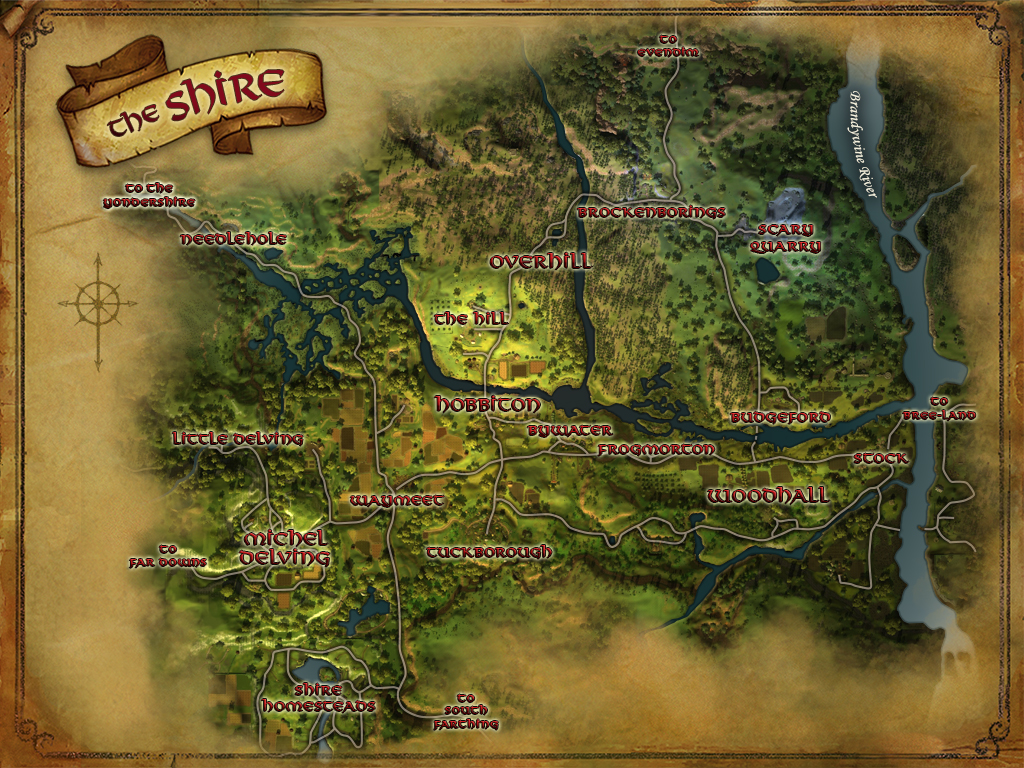 the Shire
to
evendim
Brandywine River
to the
yondershire
needlehole
brockenborings
scary
quarry
overhill
the hill
hobbiton
bywater
budgeford
to
bree-land
little delving
frogmorton
stock
waymeet
woodhall
michel
delving
to
far downs
tuckborough
shire
homesteads
to
south
farthing